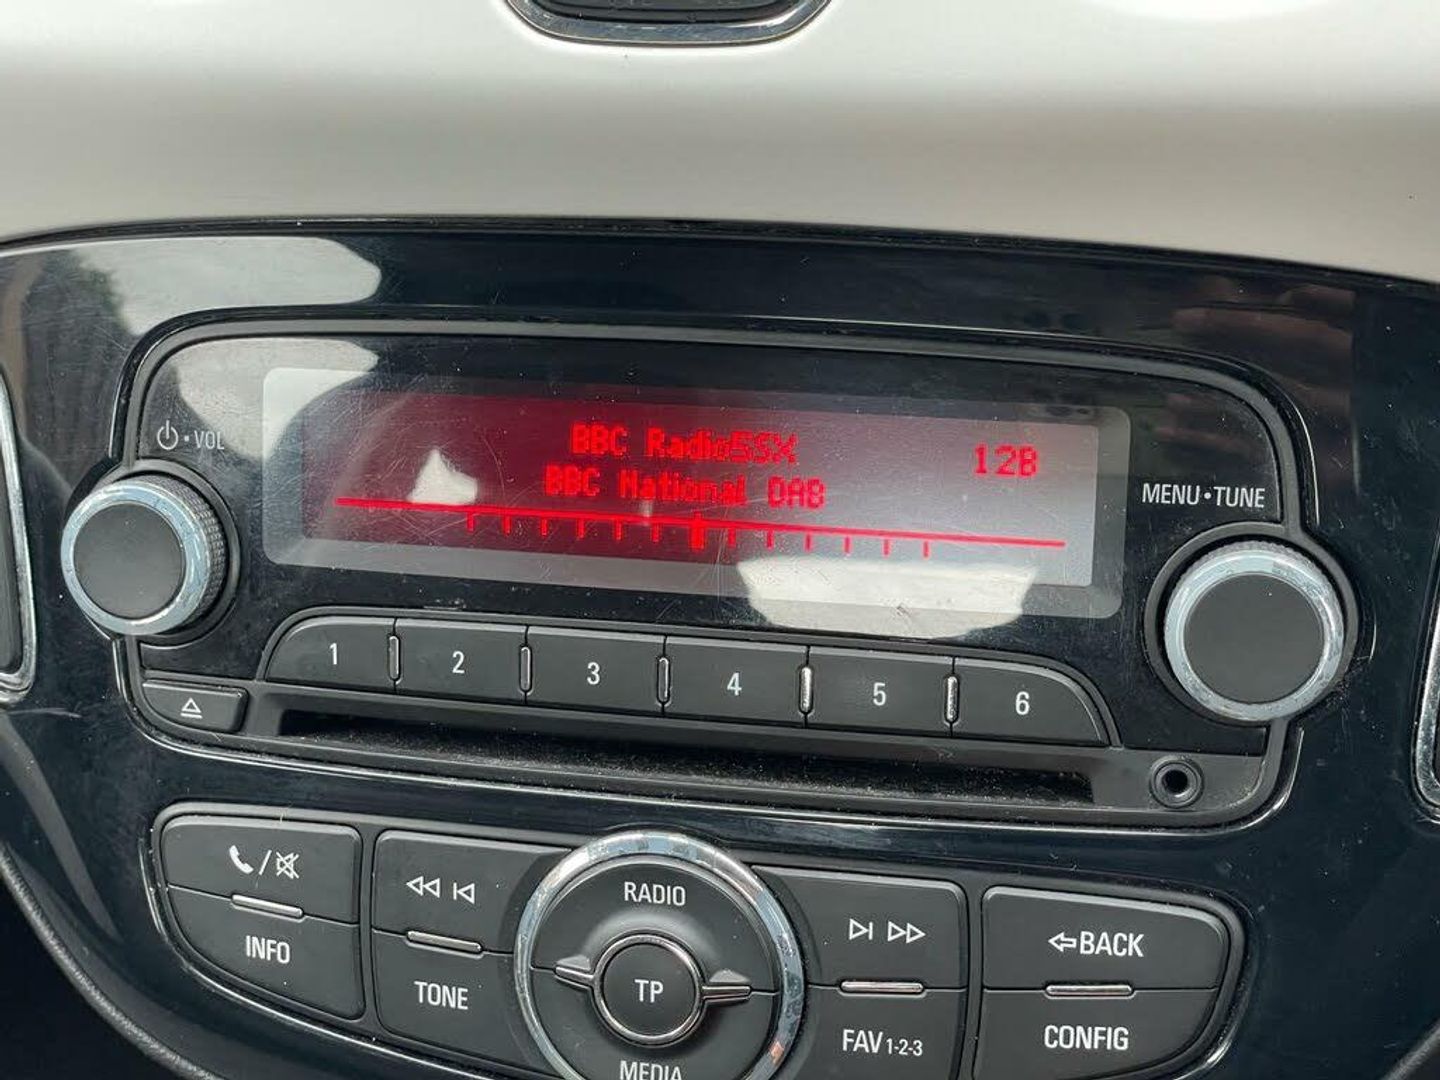 ⏻•VOL
BBC Radio5SX
12B
BBC National DAB
MENU•TUNE
1 2 3 4 5 6
RADIO
BACK
INFO
TONE
TP
FAV 1-2-3
CONFIG
MEDIA